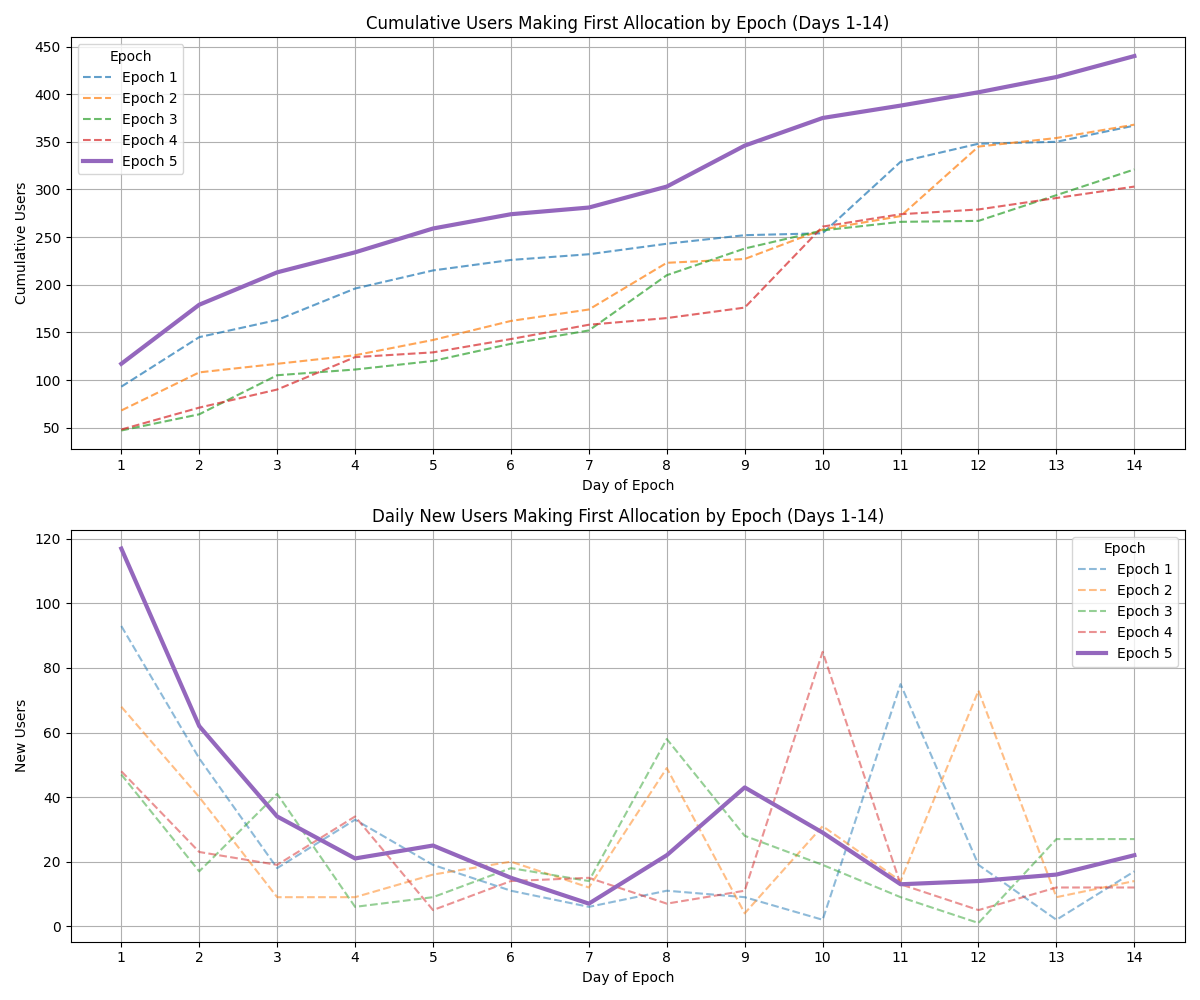 Cumulative Users Making First Allocation by Epoch (Days 1-14)
Cumulative Users
450
400
350
300
250
200
150
100
50
Epoch
Epoch 1
Epoch 2
Epoch 3
Epoch 4
Epoch 5
1 2 3 4 5 6 7 8 9 10 11 12 13 14
Day of Epoch
Daily New Users Making First Allocation by Epoch (Days 1-14)
New Users
120
100
80
60
40
20
0
Epoch
Epoch 1
Epoch 2
Epoch 3
Epoch 4
Epoch 5
1 2 3 4 5 6 7 8 9 10 11 12 13 14
Day of Epoch